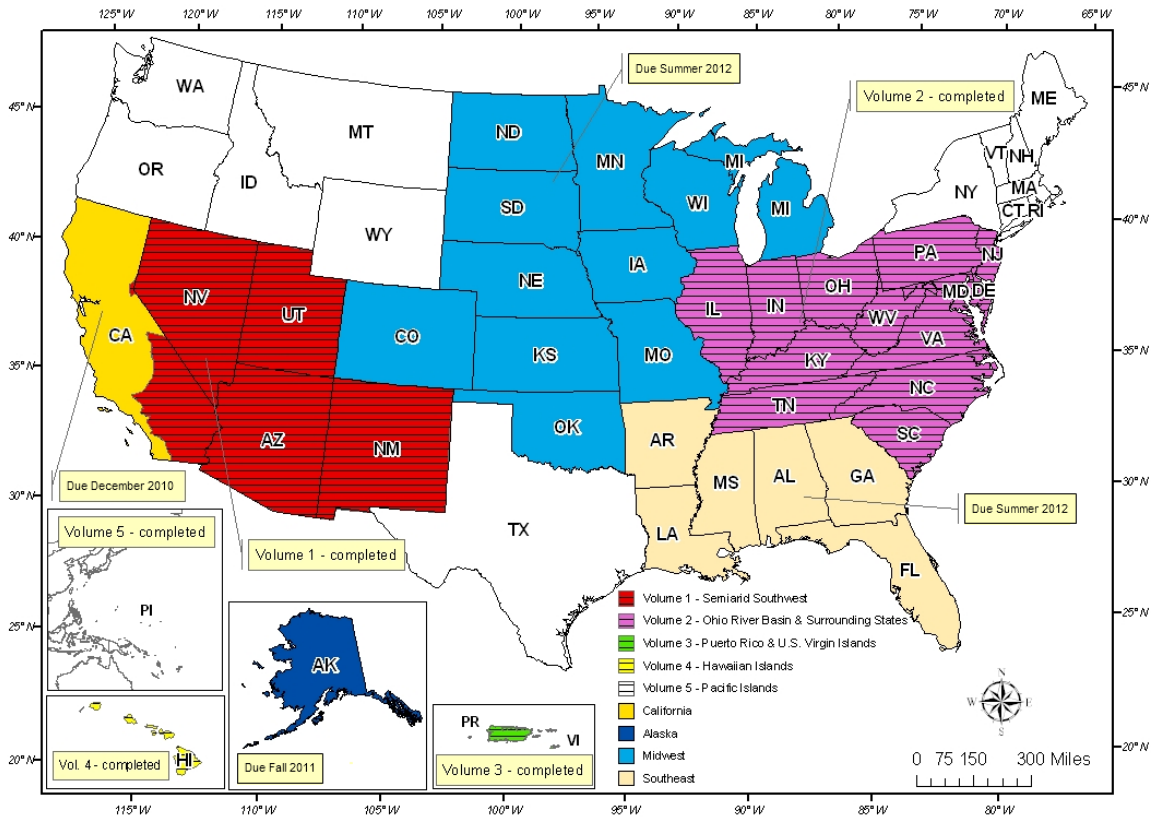 125°W 120°W 115°W 110°W 105°W 100°W 95°W 90°W 85°W 80°W 75°W 70°W 65°W
45°N
40°N
35°N
30°N
25°N
20°N
45°N
40°N
35°N
30°N
25°N
20°N
115°W 110°W 105°W 100°W 95°W 90°W 85°W 80°W
Due Summer 2012
Volume 2 - completed
WA
MT
ND
MN
ME
OR
ID
SD
WI
MI
MI
VT
NH
NY
MA
CT
RI
WY
NE
IA
PA
NJ
NV
UT
CO
IL
IN
OH
MD
DE
WV
CA
KS
MO
KY
VA
NC
AZ
NM
OK
AR
TN
SC
MS
AL
GA
TX
LA
FL
Due December 2010
Due Summer 2012
Volume 5 - completed
PI
Volume 1 - completed
AK
Due Fall 2011
HI
Vol. 4 - completed
PR
VI
Volume 3 - completed
Volume 1 - Semiarid Southwest
Volume 2 - Ohio River Basin & Surrounding States
Volume 3 - Puerto Rico & U.S. Virgin Islands
Volume 4 - Hawaiian Islands
Volume 5 - Pacific Islands
California
Alaska
Midwest
Southeast
N
W
E
S
0 75 150 300 Miles